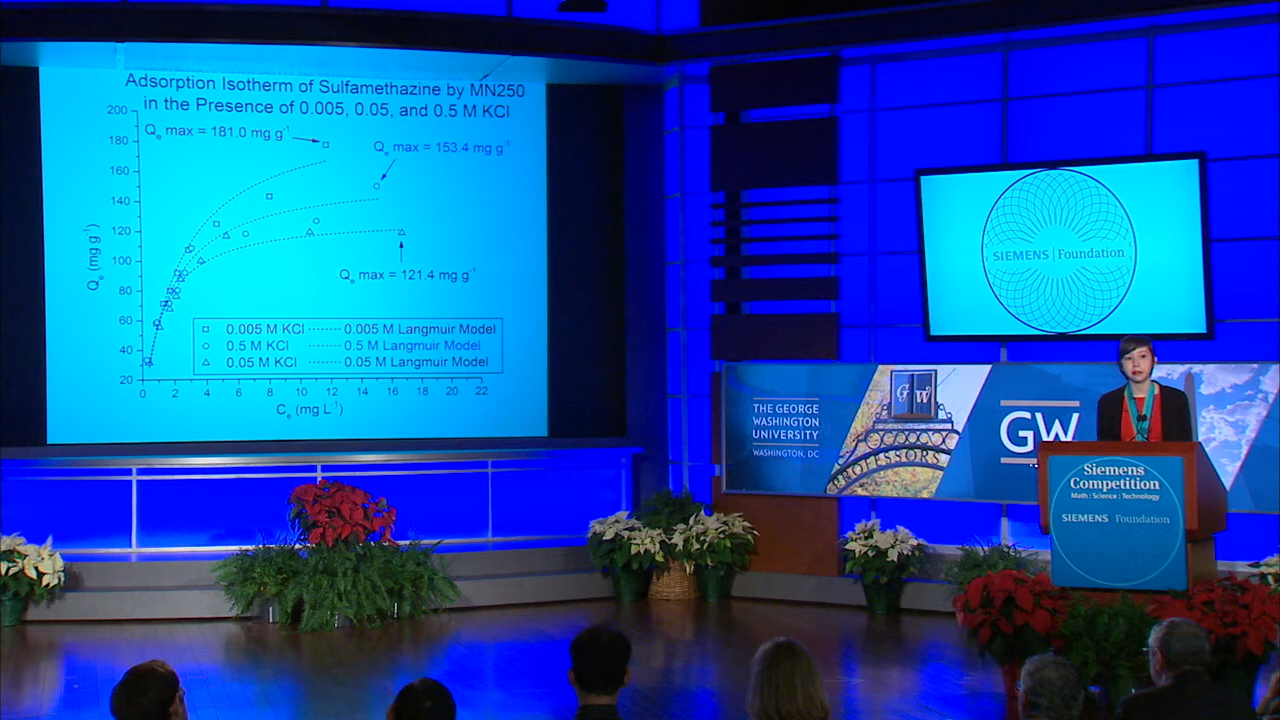 Adsorption Isotherm of Sulfamethazine by MN250
in the Presence of 0.005, 0.05, and 0.5 M KCl
200
180
160
140
120
100
80
60
40
20
Qe (mg g-1)
Qe max = 181.0 mg g-1
Qe max = 153.4 mg g-1
Qe max = 121.4 mg g-1
0.005 M KCl 0.005 M Langmuir Model
0.5 M KCl 0.5 M Langmuir Model
0.05 M KCl 0.05 M Langmuir Model
0 2 4 6 8 10 12 14 16 18 20 22
Ce (mg L-1)
SIEMENS Foundation
THE GEORGE
WASHINGTON
UNIVERSITY
WASHINGTON, DC
G W
PROFESSORS
GW
Siemens
Competition
Math : Science : Technology
SIEMENS Foundation